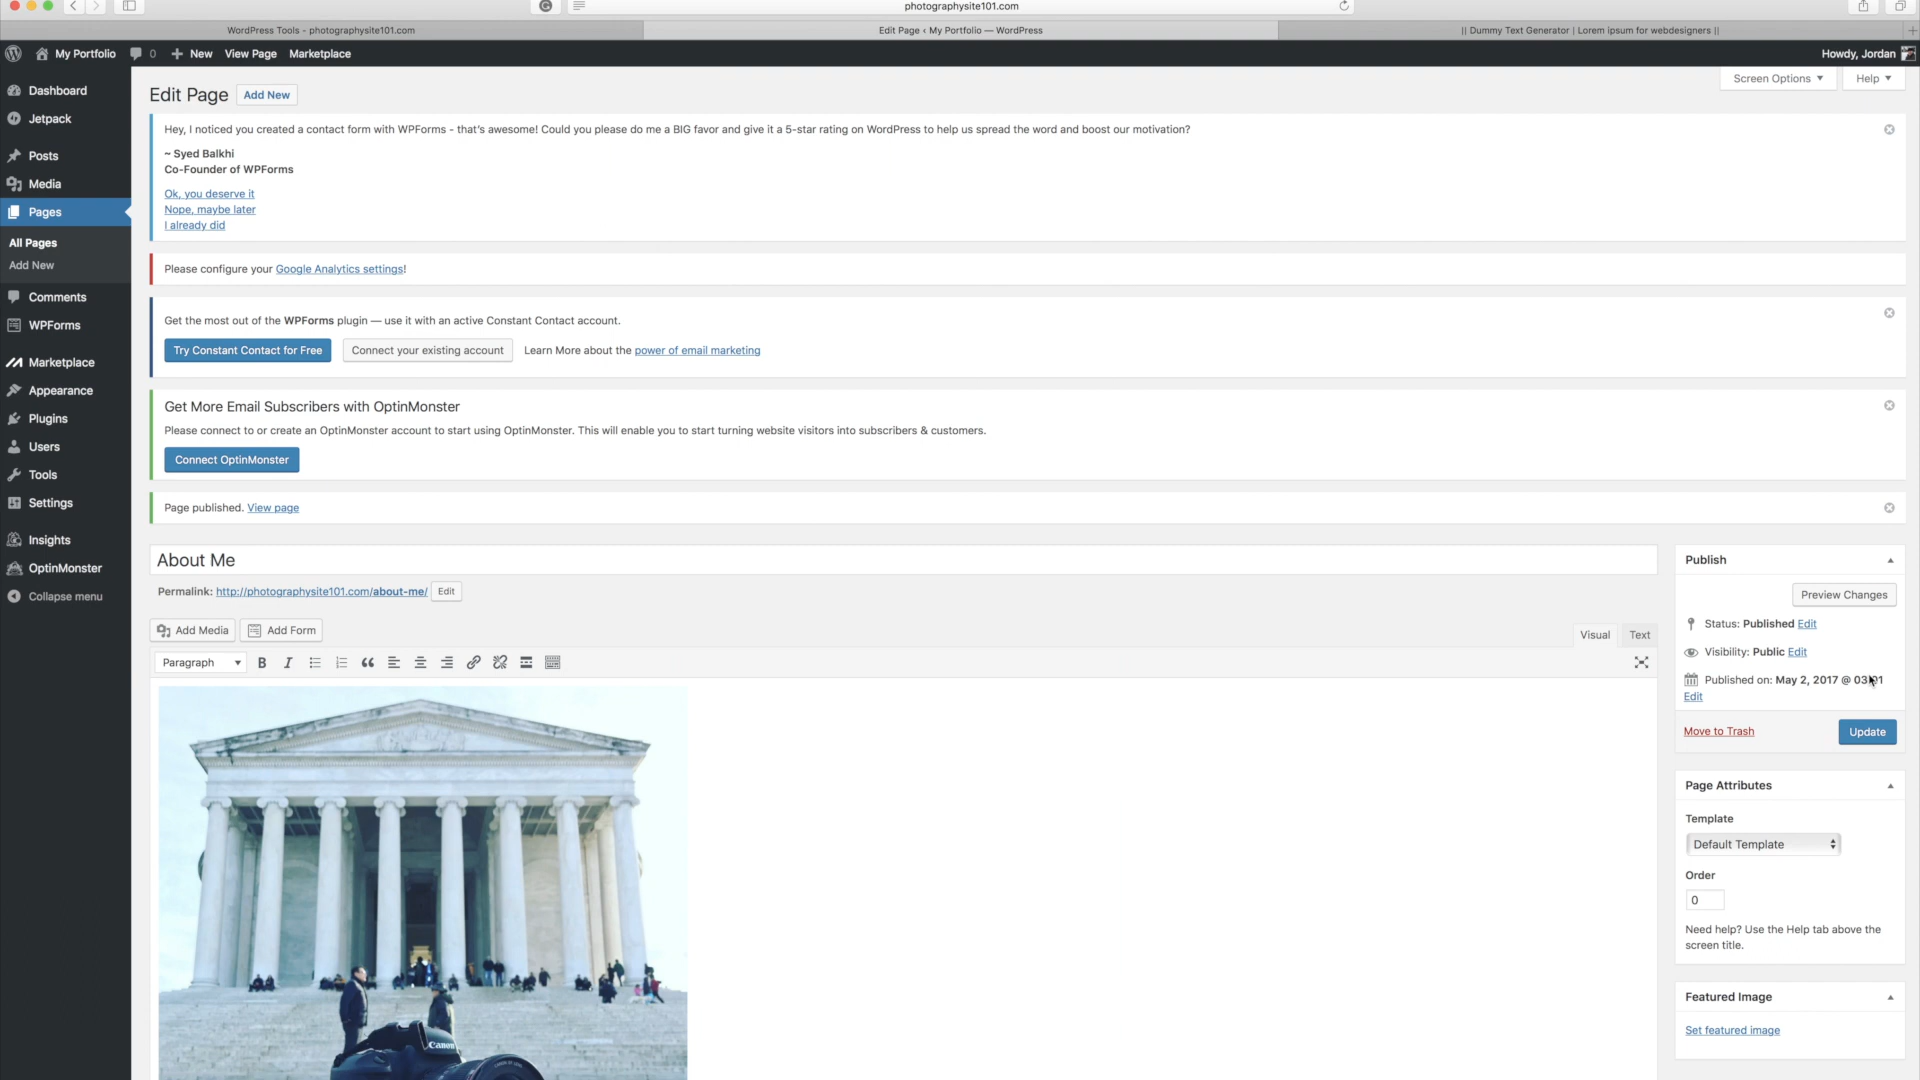 photographysite101.com
WordPress Tools - photographysite101.com
Edit Page ‹ My Portfolio — WordPress
|| Dummy Text Generator | Lorem ipsum for webdesigners ||
My Portfolio
0
New
View Page
Marketplace
Howdy, Jordan
Dashboard
Jetpack
Posts
Media
Pages
All Pages
Add New
Comments
WPForms
Marketplace
Appearance
Plugins
Users
Tools
Settings
Insights
OptinMonster
Collapse menu
Screen Options
Help
Edit Page
Add New
Hey, I noticed you created a contact form with WPForms - that's awesome! Could you please do me a BIG favor and give it a 5-star rating on WordPress to help us spread the word and boost our motivation?
~ Syed Balkhi
Co-Founder of WPForms
Ok, you deserve it
Nope, maybe later
I already did
Please configure your Google Analytics settings!
Get the most out of the WPForms plugin — use it with an active Constant Contact account.
Try Constant Contact for Free
Connect your existing account
Learn More about the power of email marketing
Get More Email Subscribers with OptinMonster
Please connect to or create an OptinMonster account to start using OptinMonster. This will enable you to start turning website visitors into subscribers & customers.
Connect OptinMonster
Page published. View page
About Me
Permalink: http://photographysite101.com/about-me/
Edit
Add Media
Add Form
Visual
Text
Paragraph
Canon
Publish
Preview Changes
Status: Published Edit
Visibility: Public Edit
Published on: May 2, 2017 @
Edit
Move to Trash
Update
Page Attributes
Template
Default Template
Order
0
Need help? Use the Help tab above the
screen title.
Featured Image
Set featured image